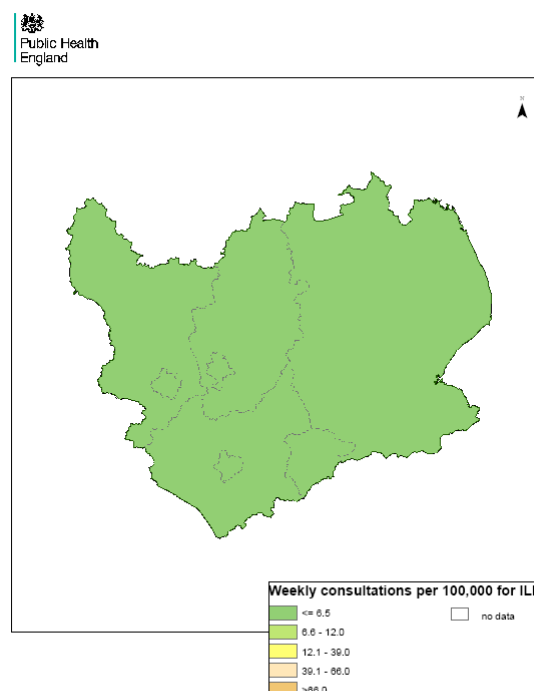 Public Health
England
N
Weekly consultations per 100,000 for ILI
<= 6.5
no data
6.6 - 12.0
12.1 - 39.0
39.1 - 66.0
>66.0